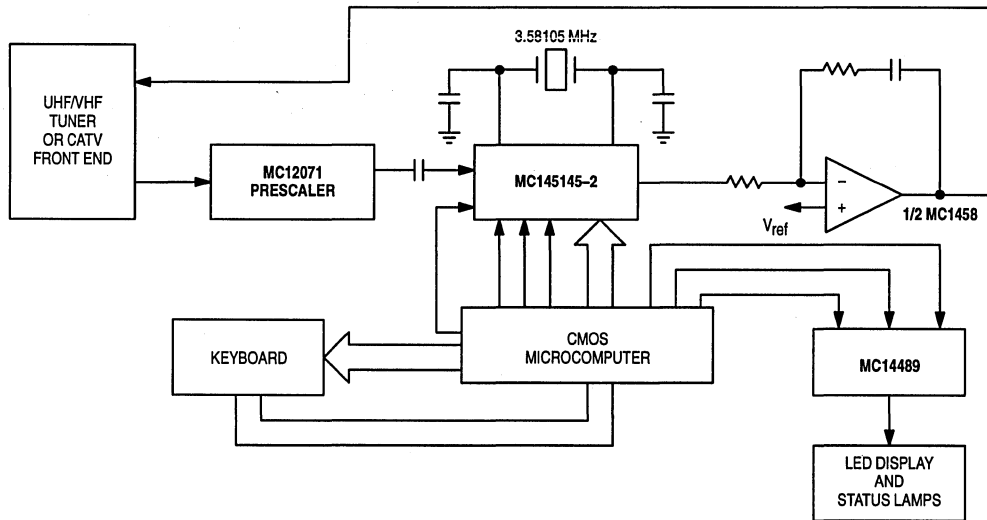 3.58105 MHz
UHF/VHF
TUNER
OR CATV
FRONT END
MC12071
PRESCALER
MC145145–2
–
+
Vref
1/2 MC1458
KEYBOARD
CMOS
MICROCOMPUTER
MC14489
LED DISPLAY
AND
STATUS LAMPS